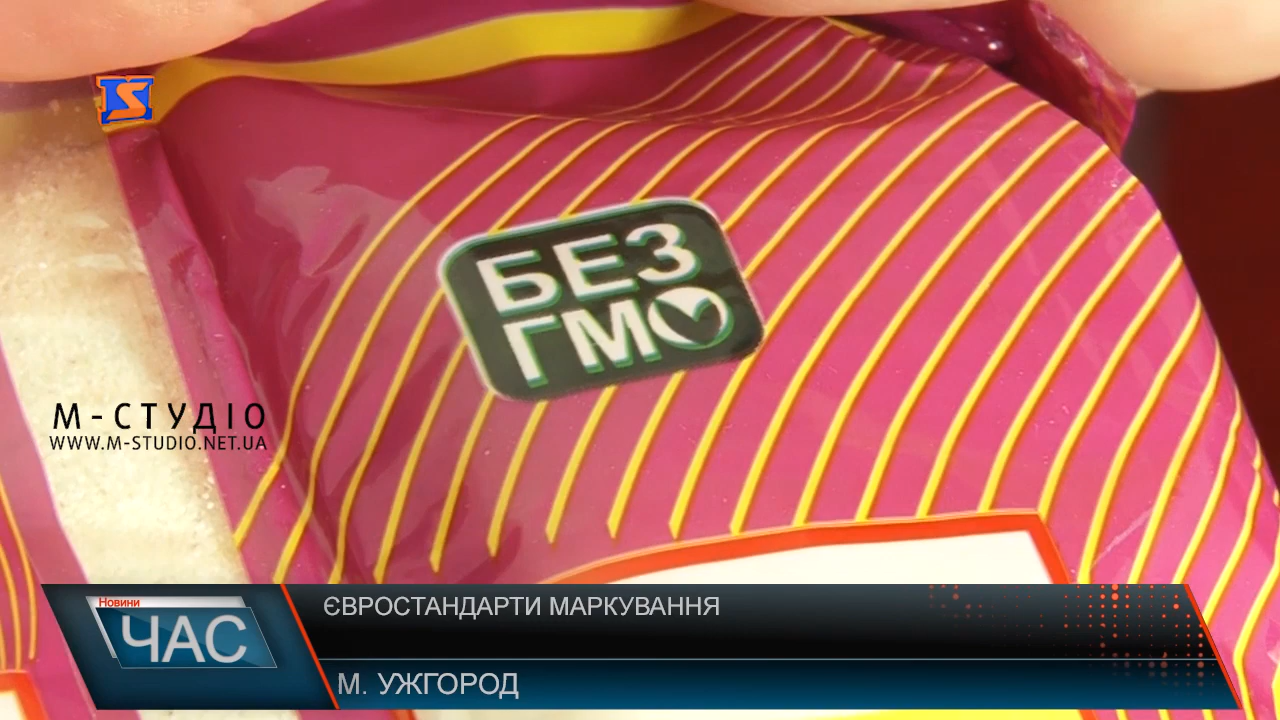 БЕЗ
ГМО
М-СТУДІО
WWW.M-STUDIO.NET.UA
Новини
ЧАС
ЄВРОСТАНДАРТИ МАРКУВАННЯ
М. УЖГОРОД